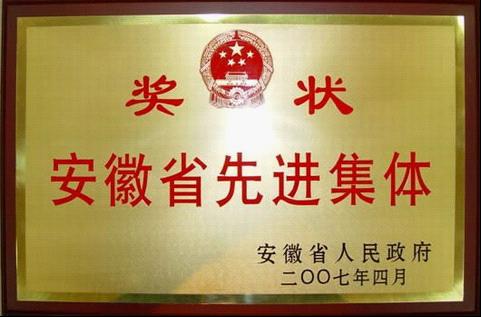 奖状
安徽省先进集体
安徽省人民政府
二〇〇七年四月